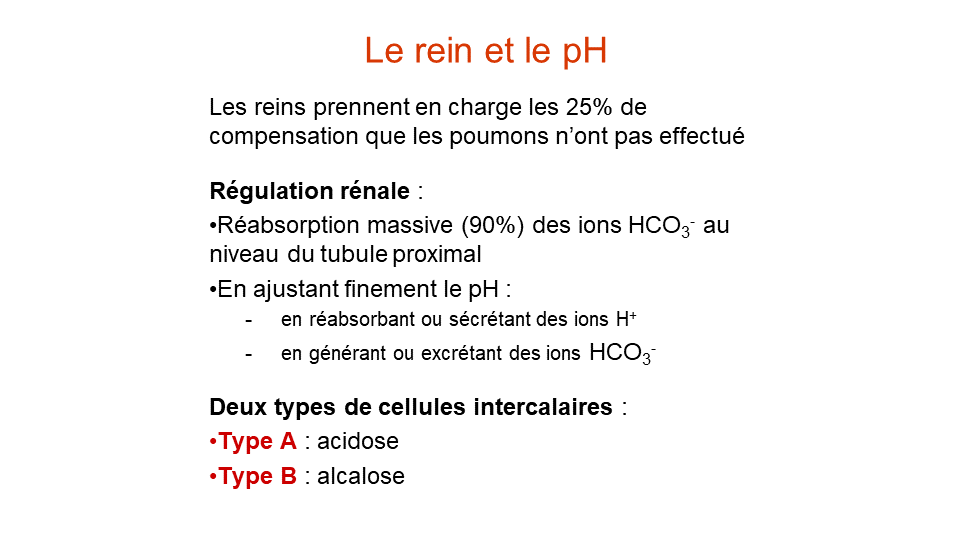 Le rein et le pH
Les reins prennent en charge les 25% de
compensation que les poumons n’ont pas effectué
Régulation rénale :
•Réabsorption massive (90%) des ions HCO₃⁻ au
niveau du tubule proximal
•En ajustant finement le pH :
- en réabsorbant ou sécrétant des ions H⁺
- en générant ou excrétant des ions HCO₃⁻
Deux types de cellules intercalaires :
•Type A : acidose
•Type B : alcalose